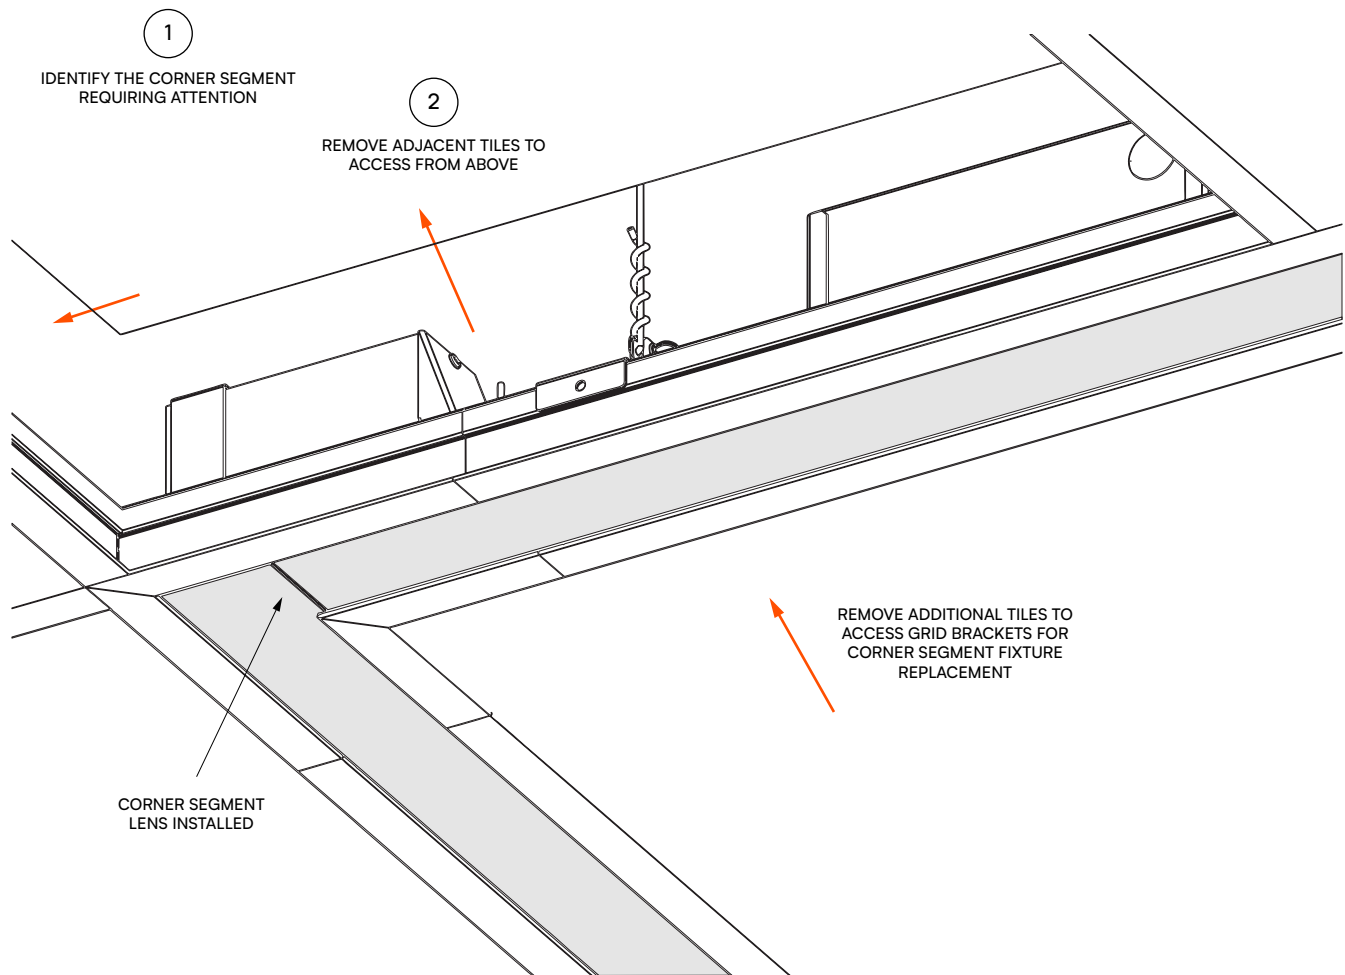 1
IDENTIFY THE CORNER SEGMENT
REQUIRING ATTENTION
2
REMOVE ADJACENT TILES TO
ACCESS FROM ABOVE
REMOVE ADDITIONAL TILES TO
ACCESS GRID BRACKETS FOR
CORNER SEGMENT FIXTURE
REPLACEMENT
CORNER SEGMENT
LENS INSTALLED